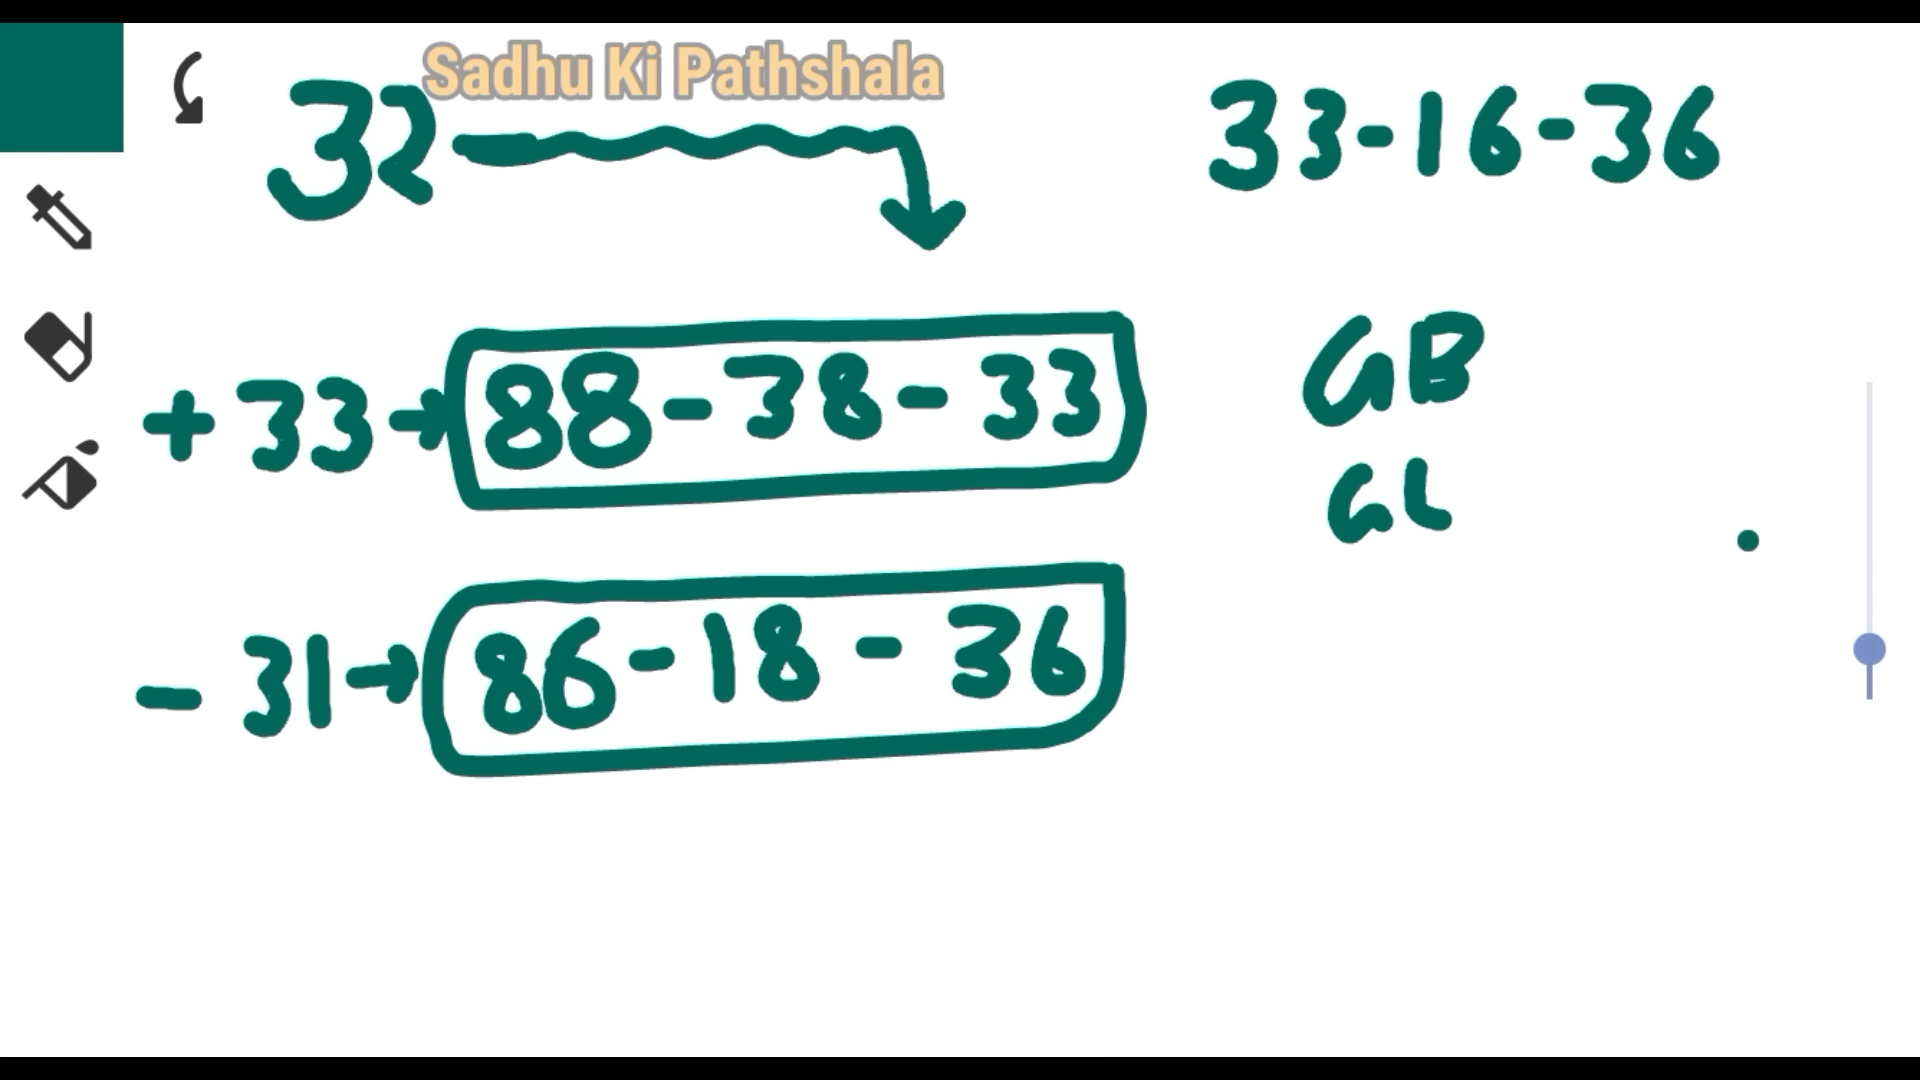 Sadhu Ki Pathshala
32
33-16-36
+33→ 88-38-33
GB
GL
-31→ 86-18-36